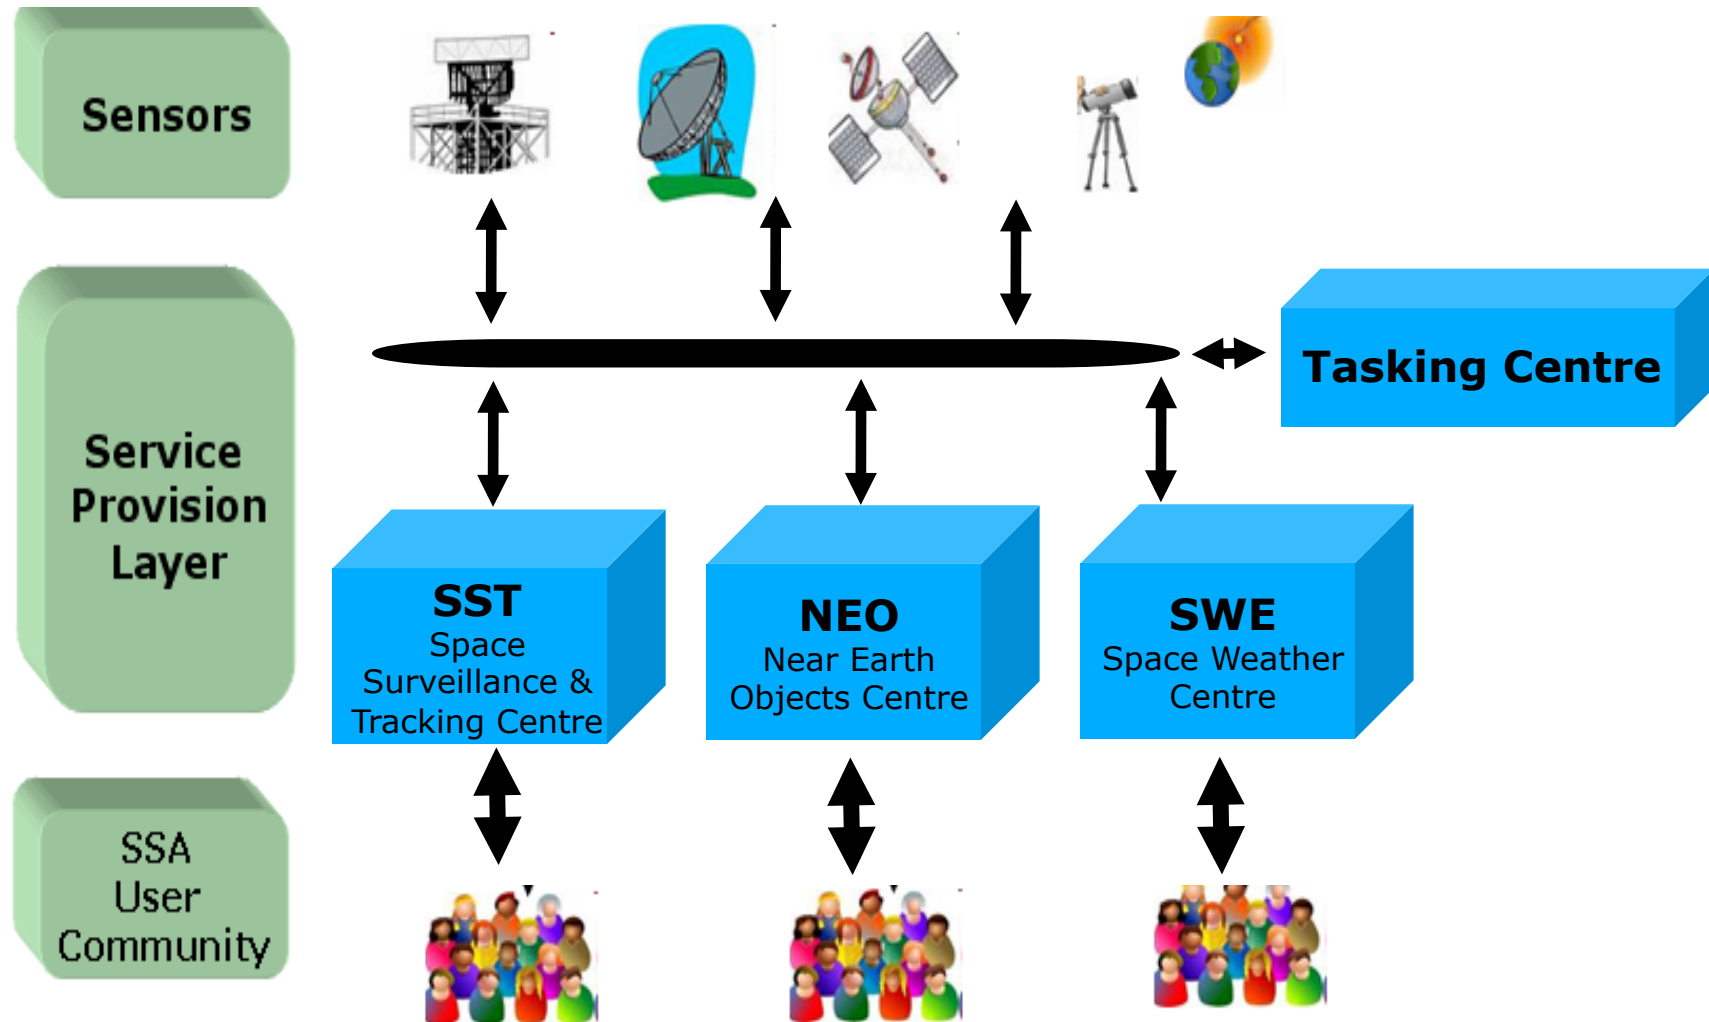 Sensors
Tasking Centre
Service
Provision
Layer
SST
Space
Surveillance &
Tracking Centre
NEO
Near Earth
Objects Centre
SWE
Space Weather
Centre
SSA
User
Community